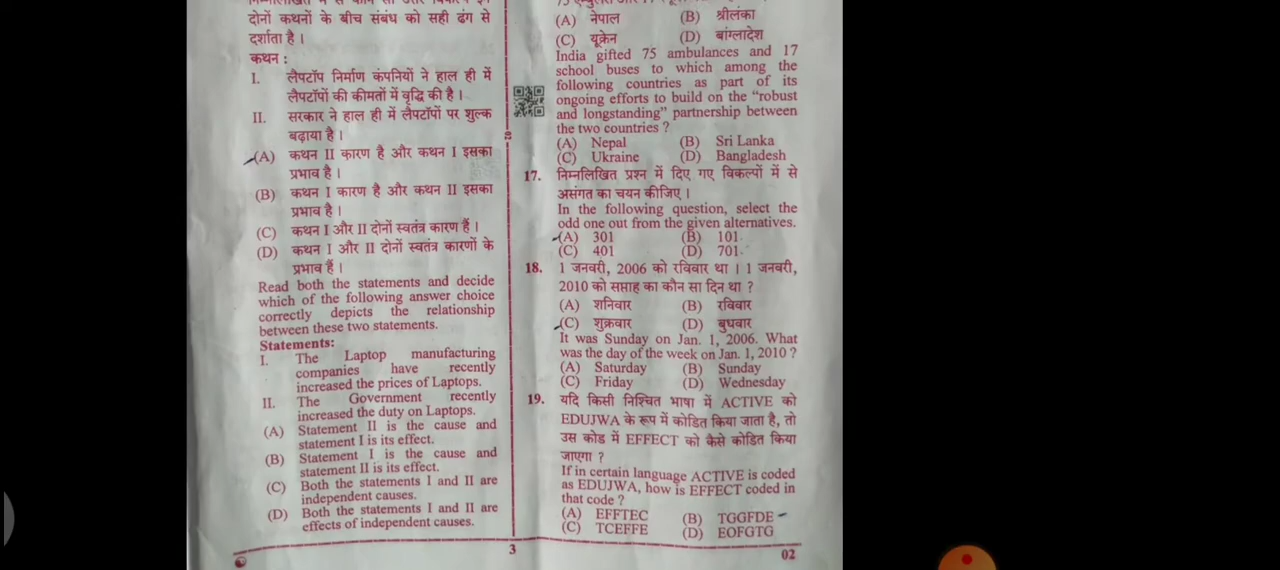 दोनों कथनों के बीच संबंध को सही ढंग से
दर्शाता है ।
कथन :
I. लैपटॉप निर्माण कंपनियों ने हाल ही में
लैपटॉपों की कीमतों में वृद्धि की है ।
II. सरकार ने हाल ही में लैपटॉपों पर शुल्क
बढ़ाया है ।
(A) कथन II कारण है और कथन I इसका
प्रभाव है ।
(B) कथन I कारण है और कथन II इसका
प्रभाव है ।
(C) कथन I और II दोनों स्वतंत्र कारण हैं ।
(D) कथन I और II दोनों स्वतंत्र कारणों के
प्रभाव हैं ।
Read both the statements and decide
which of the following answer choice
correctly depicts the relationship
between these two statements.
Statements:
I. The Laptop manufacturing
companies have recently
increased the prices of Laptops.
II. The Government recently
increased the duty on Laptops.
(A) Statement II is the cause and
statement I is its effect.
(B) Statement I is the cause and
statement II is its effect.
(C) Both the statements I and II are
independent causes.
(D) Both the statements I and II are
effects of independent causes.
(A) नेपाल (B) श्रीलंका
(C) यूक्रेन (D) बांग्लादेश
India gifted 75 ambulances and 17
school buses to which among the
following countries as part of its
ongoing efforts to build on the “robust
and longstanding” partnership between
the two countries ?
(A) Nepal (B) Sri Lanka
(C) Ukraine (D) Bangladesh
17. निम्नलिखित प्रश्न में दिए गए विकल्पों में से
असंगत का चयन कीजिए ।
In the following question, select the
odd one out from the given alternatives.
(A) 301 (B) 101
(C) 401 (D) 701
18. 1 जनवरी, 2006 को रविवार था । 1 जनवरी,
2010 को सप्ताह का कौन सा दिन था ?
(A) शनिवार (B) रविवार
(C) शुक्रवार (D) बुधवार
It was Sunday on Jan. 1, 2006. What
was the day of the week on Jan. 1, 2010 ?
(A) Saturday (B) Sunday
(C) Friday (D) Wednesday
19. यदि किसी निश्चित भाषा में ACTIVE को
EDUJWA के रूप में कोडित किया जाता है, तो
उस कोड में EFFECT को कैसे कोडित किया
जाएगा ?
If in certain language ACTIVE is coded
as EDUJWA, how is EFFECT coded in
that code ?
(A) EFFTEC (B) TGGFDE
(C) TCEFFE (D) EOFGTG
3
02